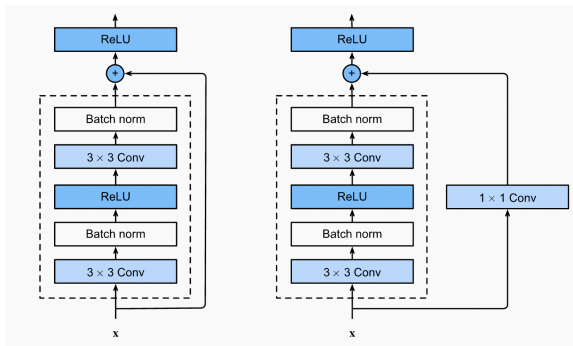 ReLU
+
Batch norm
3 × 3 Conv
ReLU
Batch norm
3 × 3 Conv
x
ReLU
+
Batch norm
3 × 3 Conv
ReLU
Batch norm
3 × 3 Conv
1 × 1 Conv
x